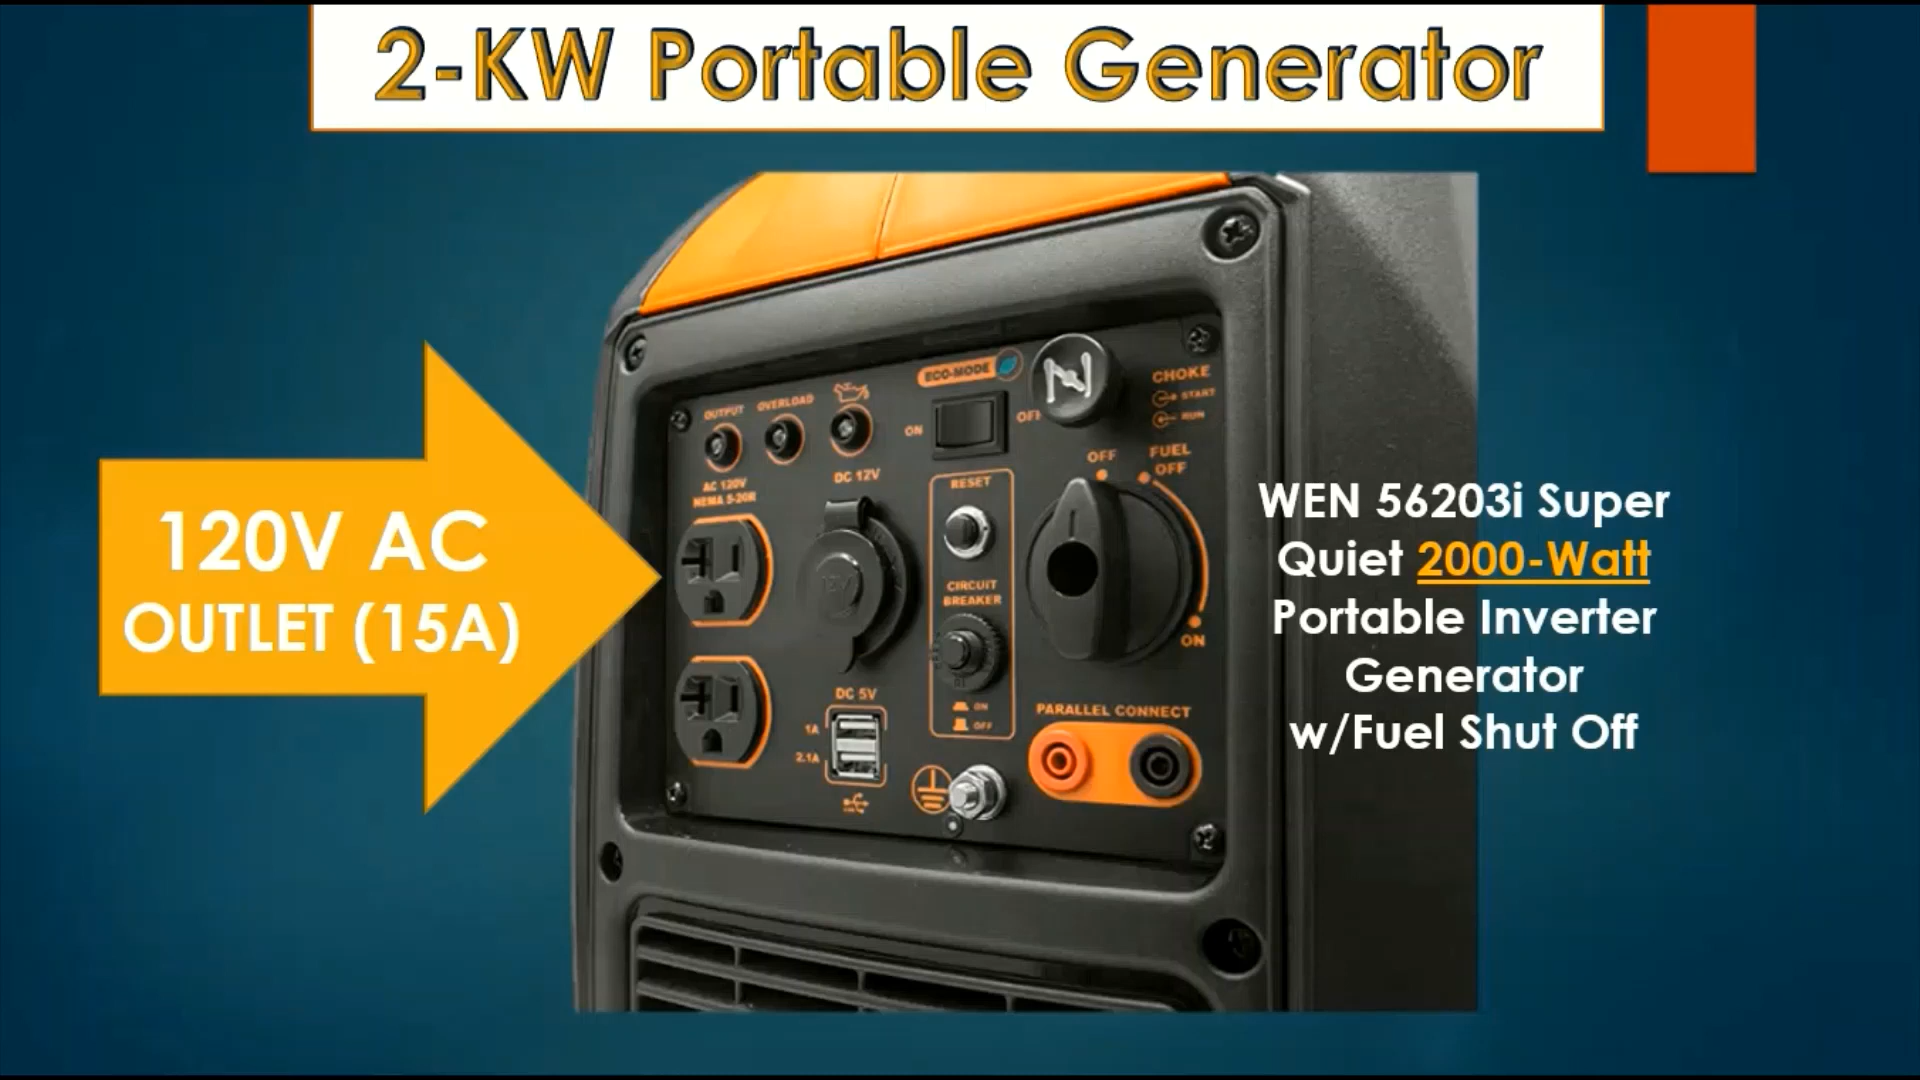 2-KW Portable Generator
120V AC
OUTLET (15A)
OUTPUT
OVERLOAD
ECO-MODE
ON
OFF
CHOKE
START
RUN
AC 120V
NEMA 5-20R
DC 12V
RESET
OFF
FUEL
OFF
ON
12V
CIRCUIT
BREAKER
ON
OFF
DC 5V
1A
2.1A
PARALLEL CONNECT
WEN 56203i Super
Quiet 2000-Watt
Portable Inverter
Generator
w/Fuel Shut Off